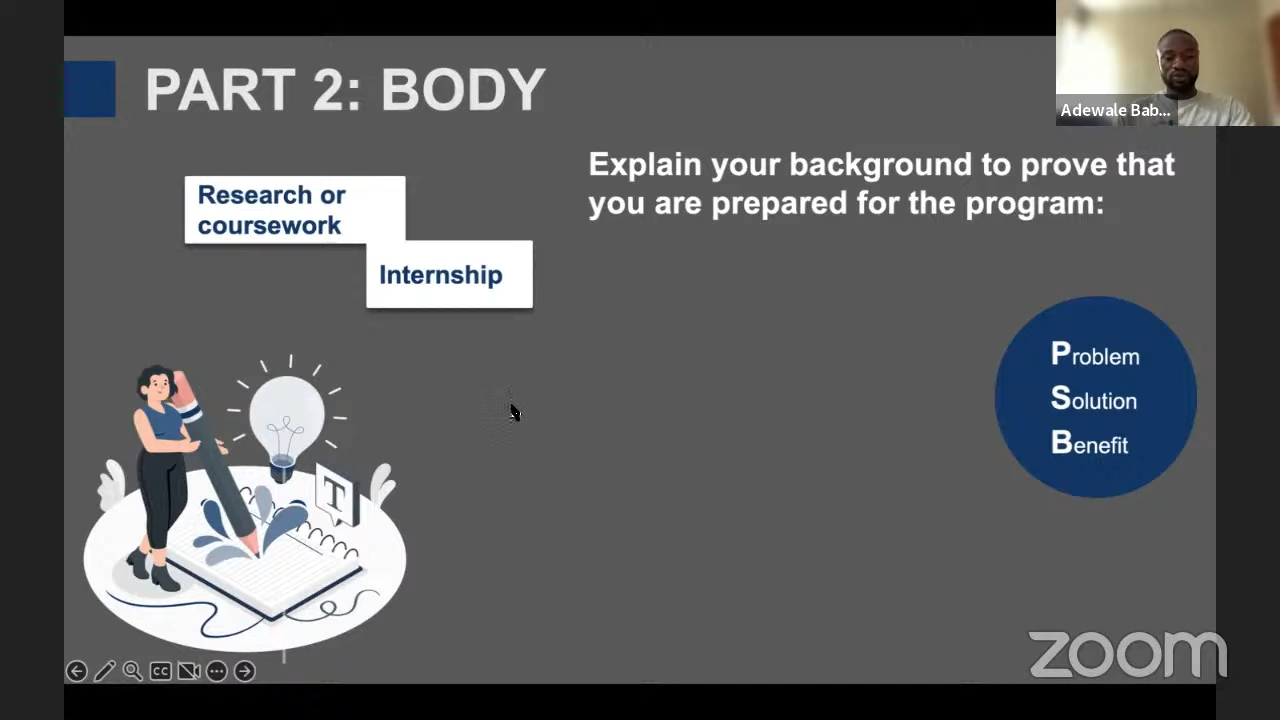 PART 2: BODY
Adewale Bab...
Explain your background to prove that
you are prepared for the program:
Research or
coursework
Internship
Problem
Solution
Benefit
T
CC
zoom